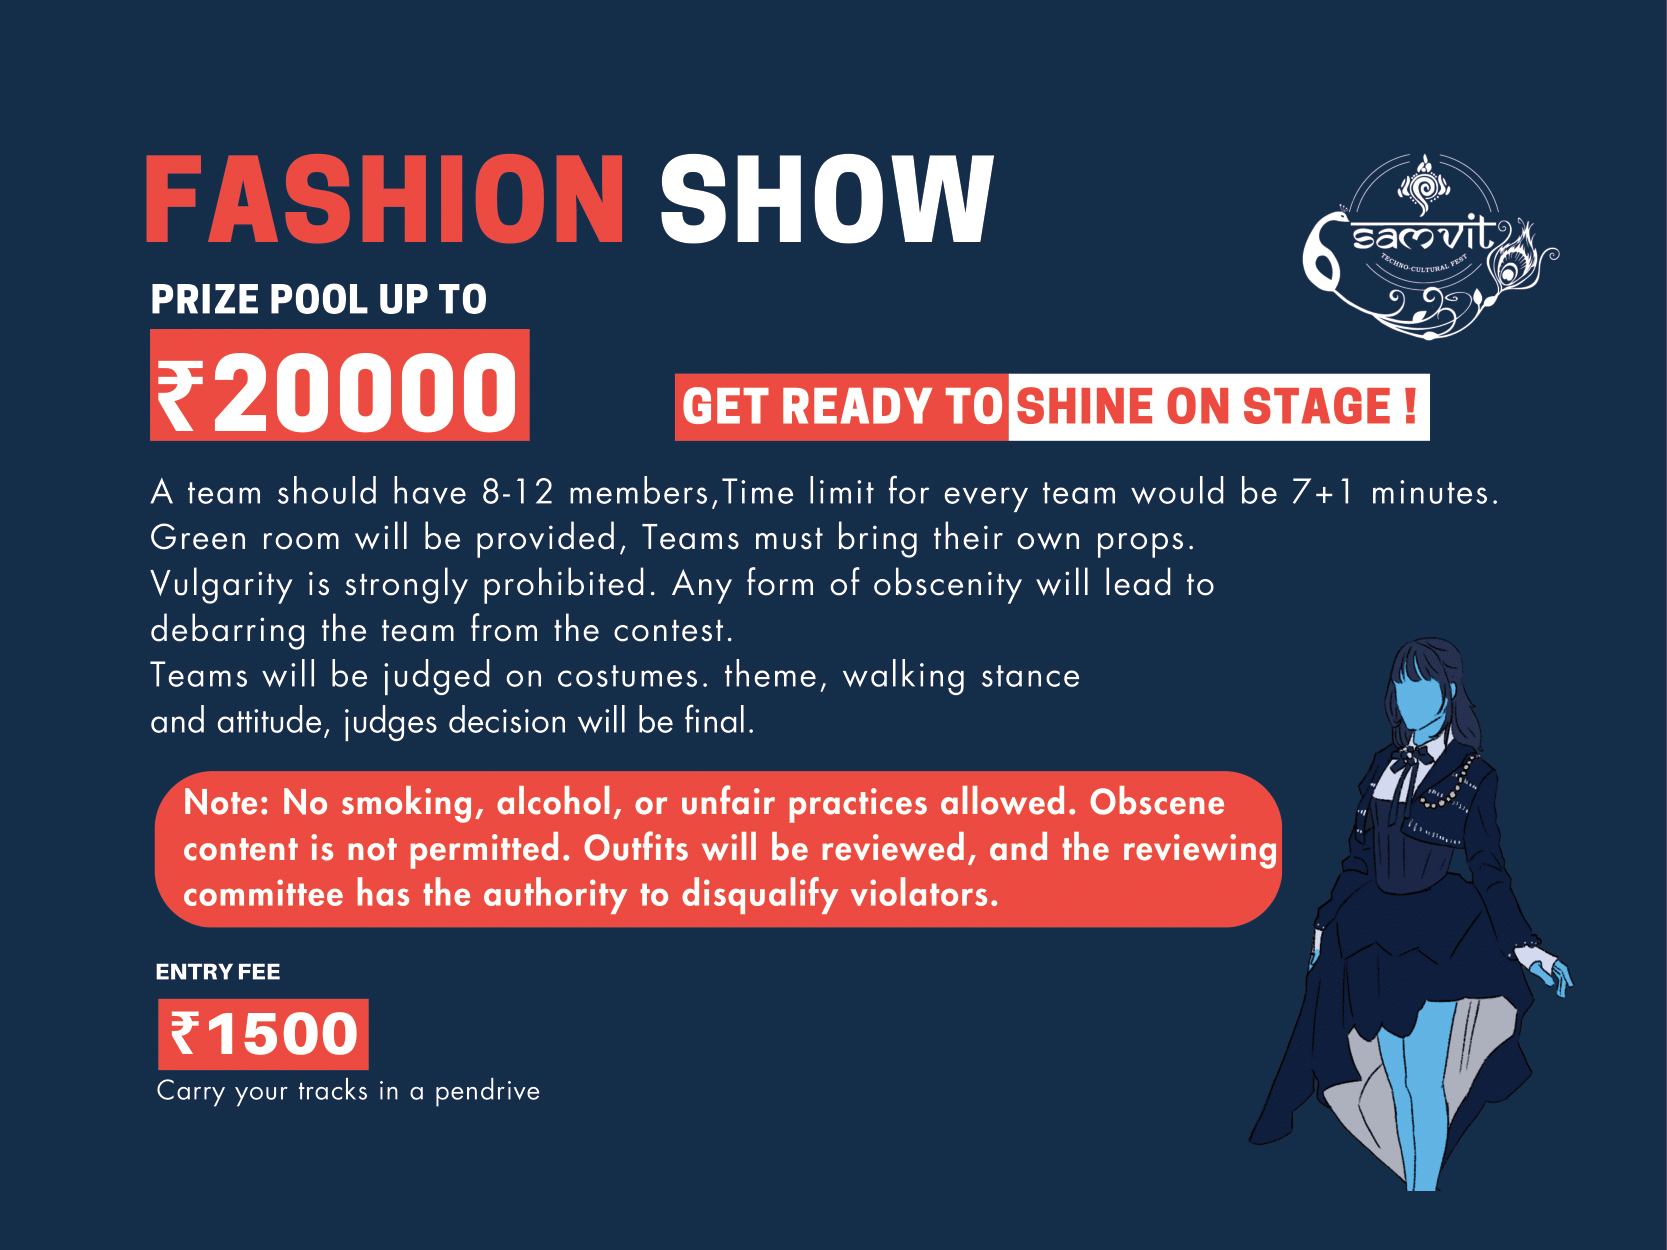 FASHION SHOW
samvit
TECHNO-CULTURAL FEST
PRIZE POOL UP TO
₹20000
GET READY TO SHINE ON STAGE !
A team should have 8-12 members,Time limit for every team would be 7+1 minutes.
Green room will be provided, Teams must bring their own props.
Vulgarity is strongly prohibited. Any form of obscenity will lead to
debarring the team from the contest.
Teams will be judged on costumes. theme, walking stance
and attitude, judges decision will be final.
Note: No smoking, alcohol, or unfair practices allowed. Obscene
content is not permitted. Outfits will be reviewed, and the reviewing
committee has the authority to disqualify violators.
ENTRY FEE
₹1500
Carry your tracks in a pendrive